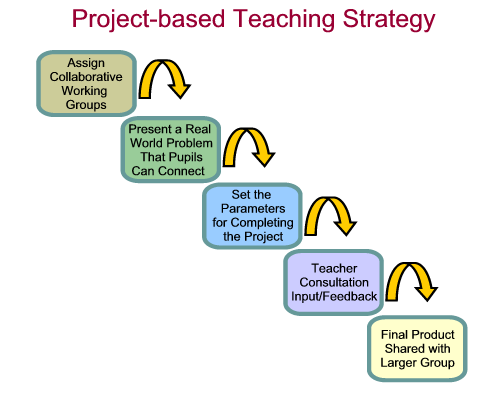 Project-based Teaching Strategy
Assign
Collaborative
Working
Groups
Present a Real
World Problem
That Pupils
Can Connect
Set the
Parameters
for Completing
the Project
Teacher
Consultation
Input/Feedback
Final Product
Shared with
Larger Group